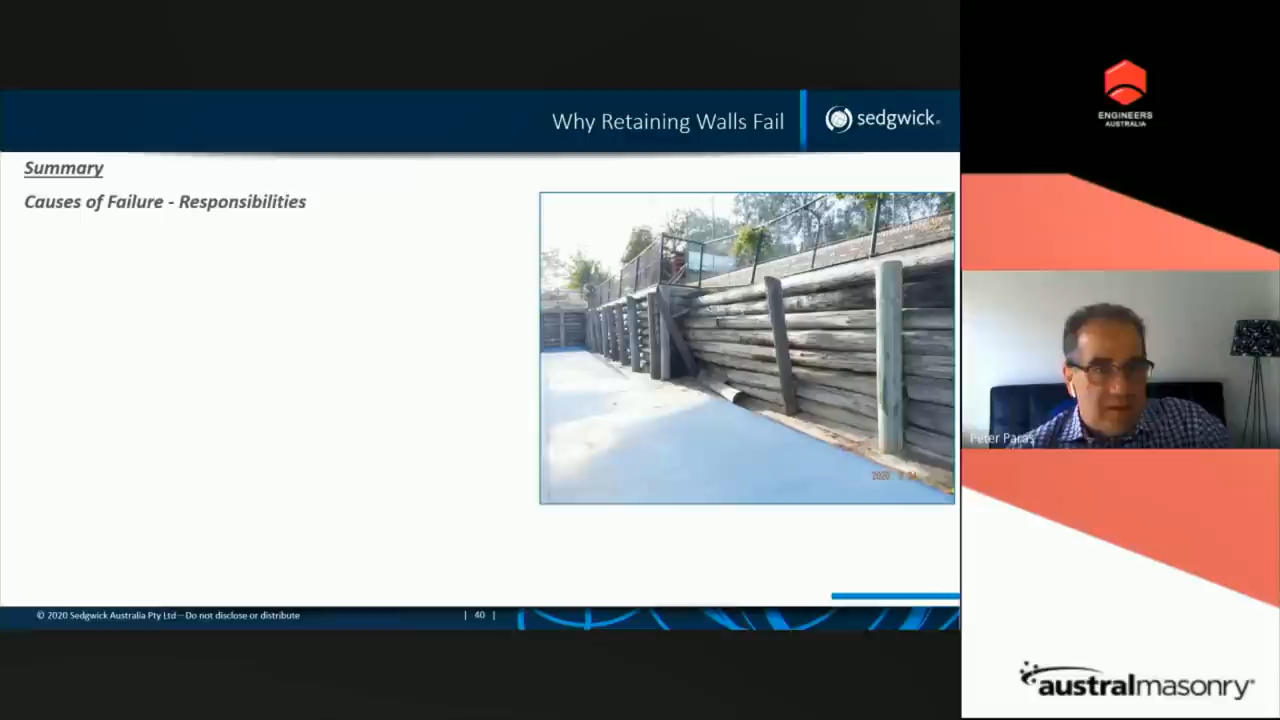 Why Retaining Walls Fail
sedgwick
Summary
Causes of Failure - Responsibilities
© 2020 Sedgwick Australia Pty Ltd – Do not disclose or distribute
| 40 |
ENGINEERS
AUSTRALIA
Peter Paras
australmasonry